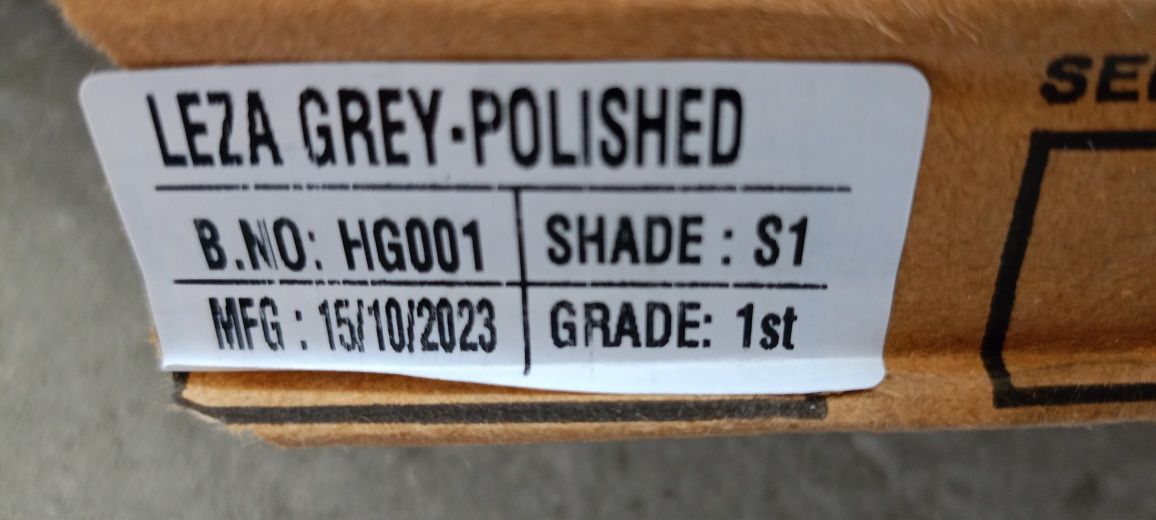 LEZA GREY-POLISHED
B.NO: HG001
SHADE : S1
MFG : 15/10/2023
GRADE: 1st